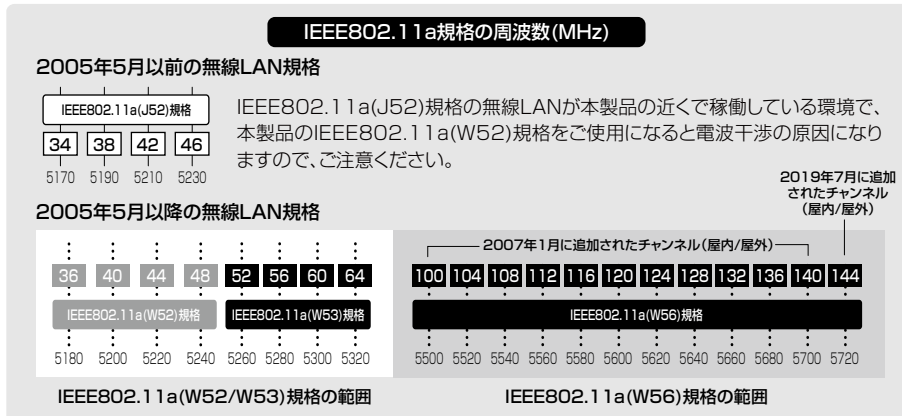 IEEE802.11a規格の周波数(MHz)
2005年5月以前の無線LAN規格
IEEE802.11a(J52)規格
34 38 42 46
5170 5190 5210 5230
IEEE802.11a(J52)規格の無線LANが本製品の近くで稼働している環境で、
本製品のIEEE802.11a(W52)規格をご使用になると電波干渉の原因になり
ますので、ご注意ください。
2019年7月に追加
されたチャンネル
(屋内/屋外)
2005年5月以降の無線LAN規格
2007年1月に追加されたチャンネル(屋内/屋外)
36 40 44 48 52 56 60 64 100 104 108 112 116 120 124 128 132 136 140 144
IEEE802.11a(W52)規格 IEEE802.11a(W53)規格 IEEE802.11a(W56)規格
5180 5200 5220 5240 5260 5280 5300 5320 5500 5520 5540 5560 5580 5600 5620 5640 5660 5680 5700 5720
IEEE802.11a(W52/W53)規格の範囲 IEEE802.11a(W56)規格の範囲